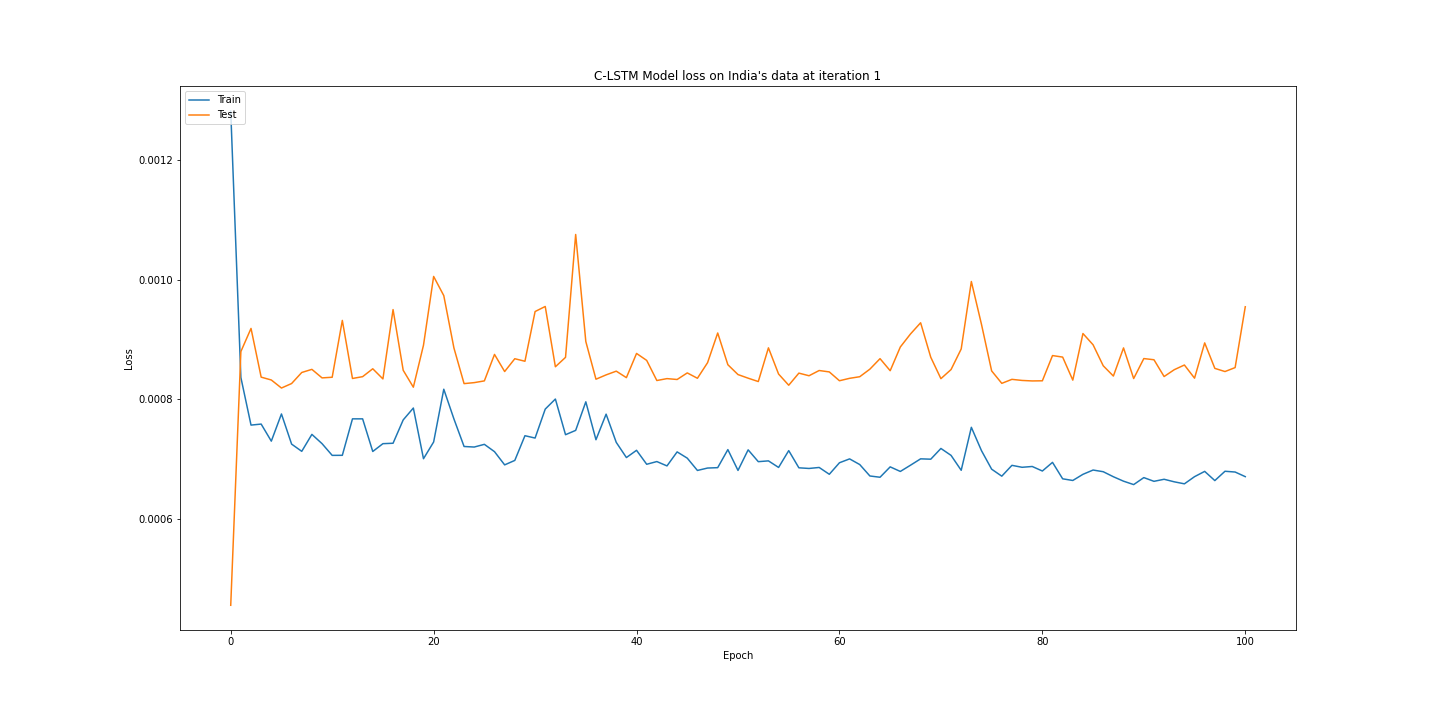 C-LSTM Model loss on India's data at iteration 1
Train
Test
0.0012
0.0010
0.0008
0.0006
Loss
0
20
40
60
80
100
Epoch